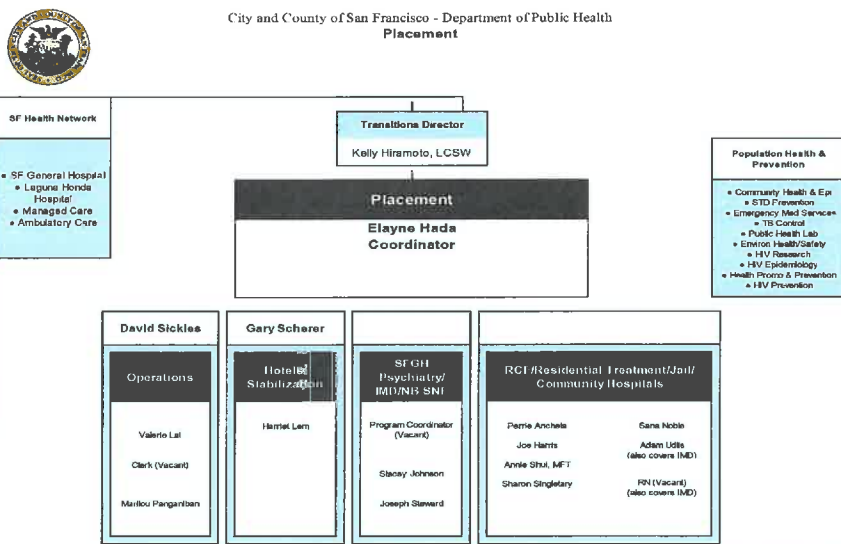 City and County of San Francisco - Department of Public Health
Placement
SF Health Network
• SF General Hospital
• Laguna Honda
Hospital
• Managed Care
• Ambulatory Care
Transitions Director
Kelly Hiramoto, LCSW
Placement
Elayne Hada
Coordinator
Population Health &
Prevention
• Community Health & Epi
• STD Prevention
• Emergency Med Services
• TB Control
• Public Health Lab
• Environ Health/Safety
• HIV Research
• HIV Epidemiology
• Health Promo & Prevention
• HIV Prevention
David Sickles
Operations
Valerie Lal
Clerk (Vacant)
Marilou Panganiban
Gary Scherer
Hotels/
Stabilization
Harriet Lem
SFGH
Psychiatry/
IMD/NB SNF
Program Coordinator
(Vacant)
Stacey Johnson
Joseph Steward
RCF/Residential Treatment/Jail/
Community Hospitals
Perrie Ancheta
Joe Harris
Annie Shui, MFT
Sharon Singletary
Sana Noble
Adam Udlis
(also covers IMD)
RN (Vacant)
(also covers IMD)